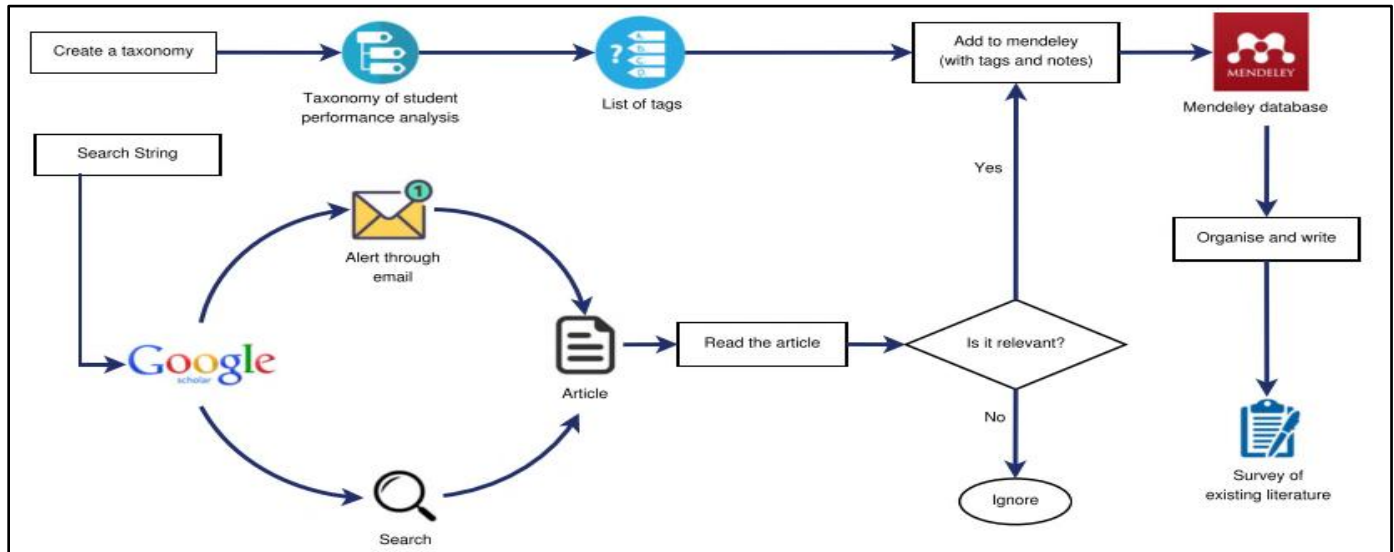 Create a taxonomy
Taxonomy of student
performance analysis
?
A.
B.
C.
D.
List of tags
Add to mendeley
(with tags and notes)
MENDELEY
Mendeley database
Search String
1
Alert through
email
Google
scholar
Search
Article
Read the article
Is it relevant?
Yes
No
Ignore
Organise and write
Survey of
existing literature